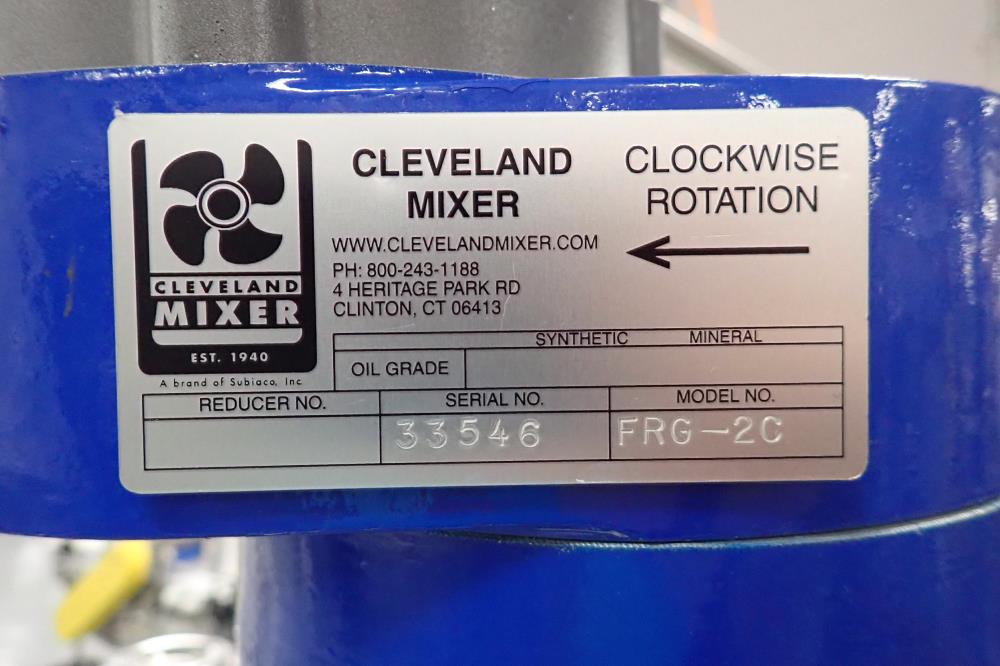 CLEVELAND
MIXER
EST. 1940
A brand of Subiaco, Inc
CLEVELAND
MIXER
WWW.CLEVELANDMIXER.COM
PH: 800-243-1188
4 HERITAGE PARK RD
CLINTON, CT 06413
CLOCKWISE
ROTATION
SYNTHETIC MINERAL
OIL GRADE
REDUCER NO. SERIAL NO. MODEL NO.
33546 FRG-2C